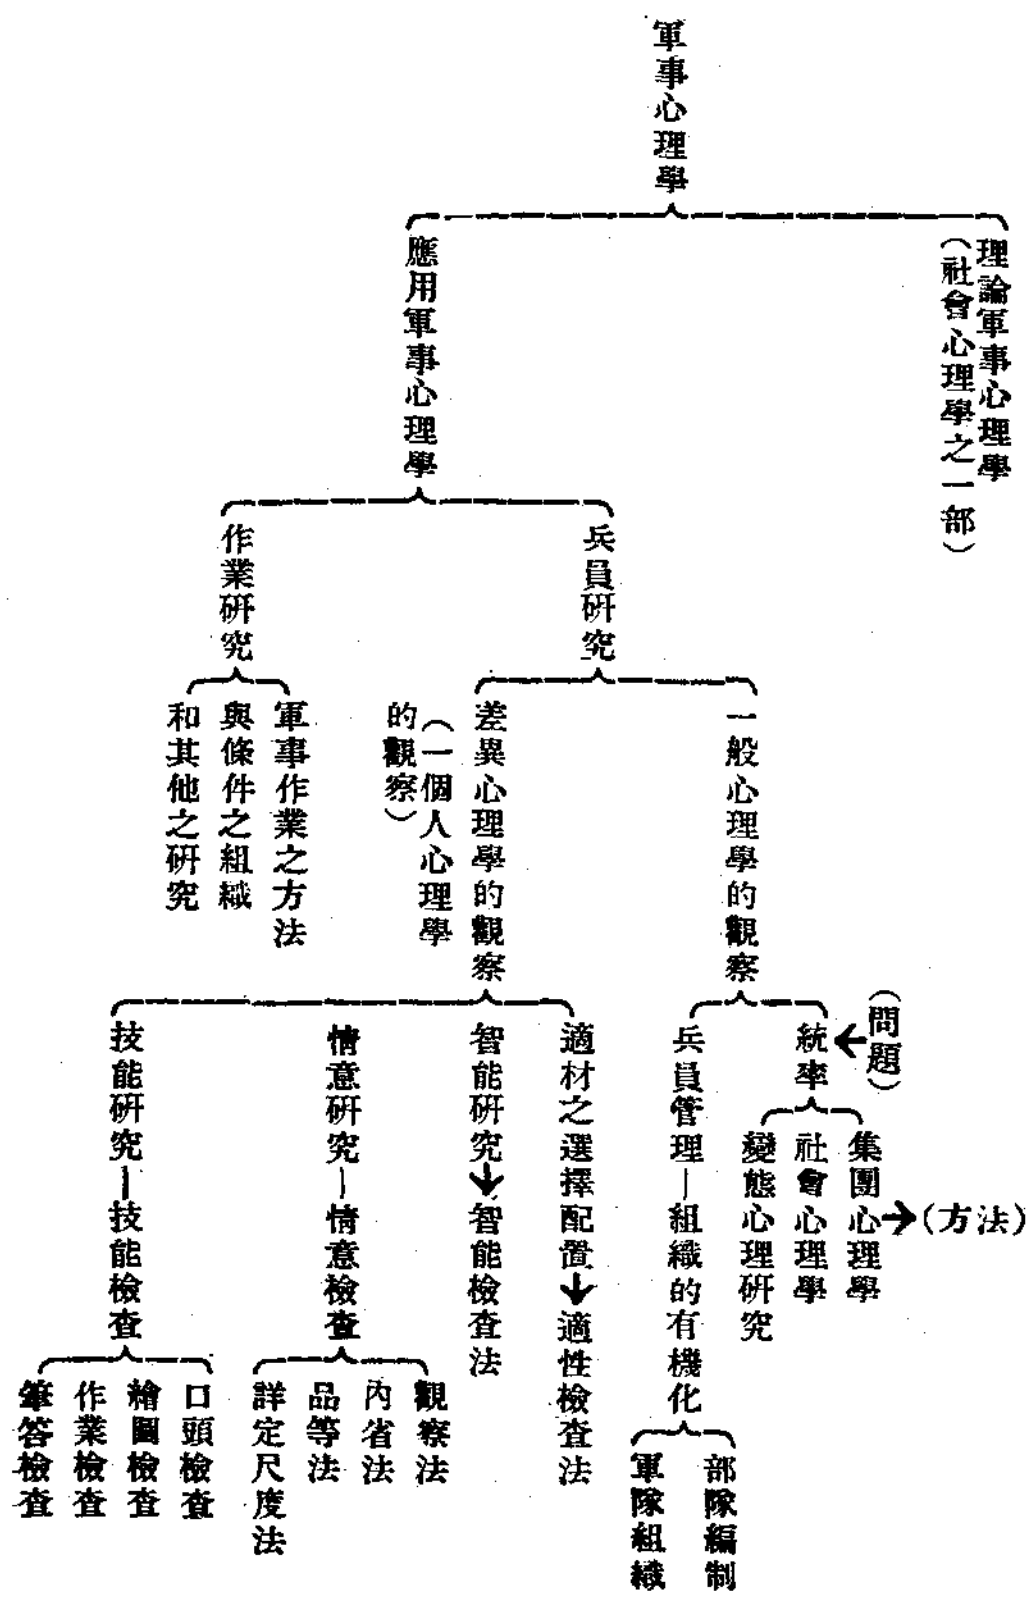 軍事心理學
理論軍事心理學
（社會心理學之一部）
應用軍事心理學
兵員研究
作業研究
一般心理學的觀察
差異心理學的觀察
（一個人心理學
的觀察）
軍事作業之方法
與條件之組織
和其他之研究
（問題）
統率
兵員管理—組織的有機化
集團心理學→（方法）
社會心理學
變態心理研究
部隊編制
軍隊組織
適材之選擇配置→適性檢查法
智能研究→智能檢查法
情意研究—情意檢查
觀察法
內省法
品等法
詳定尺度法
技能研究—技能檢查
口頭檢查
繪圖檢查
作業檢查
筆答檢查